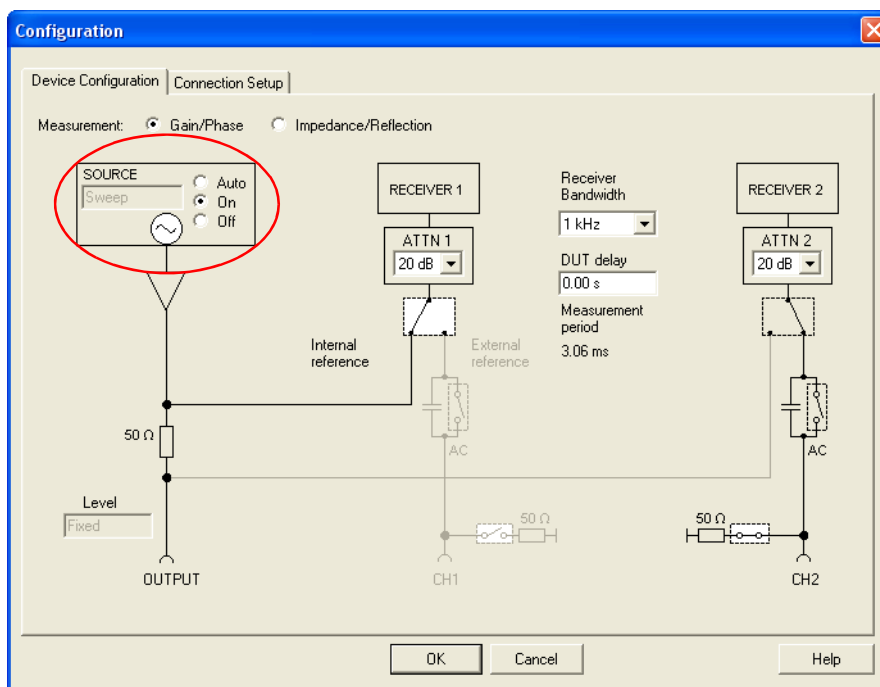 Configuration
Device Configuration
Connection Setup
Measurement: Gain/Phase Impedance/Reflection
SOURCE
Sweep
Auto
On
Off
RECEIVER 1
ATTN 1
20 dB
Receiver
Bandwidth
1 kHz
DUT delay
0.00 s
Measurement
period
3.06 ms
RECEIVER 2
ATTN 2
20 dB
Internal
reference
External
reference
50 Ω
AC
AC
Level
Fixed
50 Ω
50 Ω
OUTPUT
CH1
CH2
OK
Cancel
Help